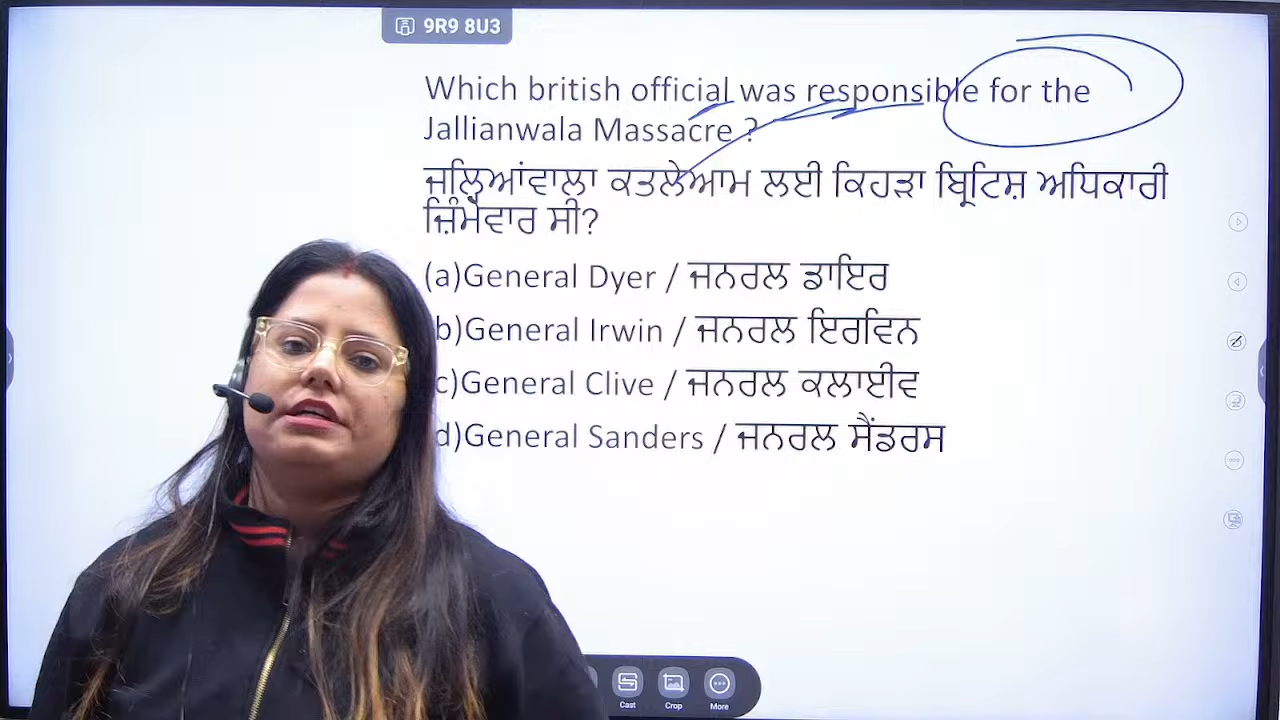 9R9 8U3
Which british official was responsible for the
Jallianwala Massacre ?
ਜਲ੍ਹਿਆਂਵਾਲਾ ਕਤਲੇਆਮ ਲਈ ਕਿਹੜਾ ਬ੍ਰਿਟਿਸ਼ ਅਧਿਕਾਰੀ
ਜ਼ਿੰਮੇਵਾਰ ਸੀ?
(a)General Dyer / ਜਨਰਲ ਡਾਇਰ
b)General Irwin / ਜਨਰਲ ਇਰਵਿਨ
c)General Clive / ਜਨਰਲ ਕਲਾਈਵ
d)General Sanders / ਜਨਰਲ ਸੈਂਡਰਸ
Cast Crop More